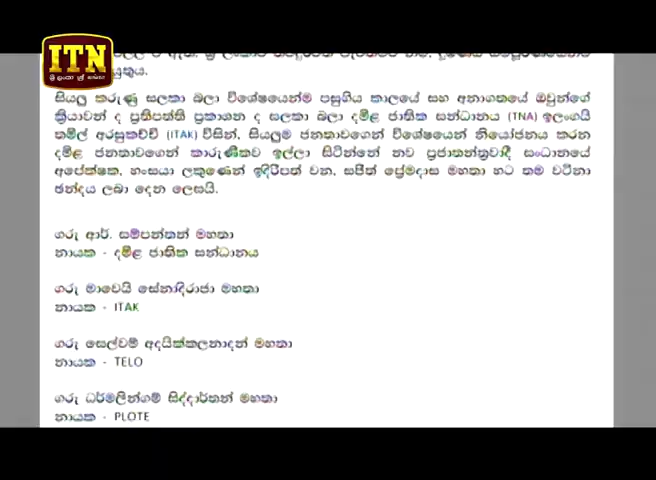 ITN
ශ්‍රී ලංකා
සියලු කරුණු සලකා බලා විශේෂයෙන්ම පසුගිය කාලයේ සහ අනාගතයේ ඔවුන්ගේ
ක්‍රියාවන් ද ප්‍රතිපත්ති ප්‍රකාශන ද සලකා බලා දමිළ ජාතික සන්ධානය (TNA) ඉලංගයි
තමිල් අරසුකච්චි (ITAK) විසින්, සියලුම ජනතාවගෙන් විශේෂයෙන් නියෝජනය කරන
දමිළ ජනතාවගෙන් කාරුණිකව ඉල්ලා සිටින්නේ නව ප්‍රජාතන්ත්‍රවාදී සංධානයේ
අපේක්ෂක, හංසයා ලකුණෙන් ඉදිරිපත් වන, සජිත් ප්‍රේමදාස මහතා හට තම වටිනා
ඡන්දය ලබා දෙන ලෙසයි.
ගරු ආර්. සම්පන්තන් මහතා
නායක - දමිළ ජාතික සන්ධානය
ගරු මාවෙයි සේනාදිරාජා මහතා
නායක - ITAK
ගරු සෙල්වම් අදයික්කලනාදන් මහතා
නායක - TELO
ගරු ධර්මලින්ගම් සිද්දාර්තන් මහතා
නායක - PLOTE